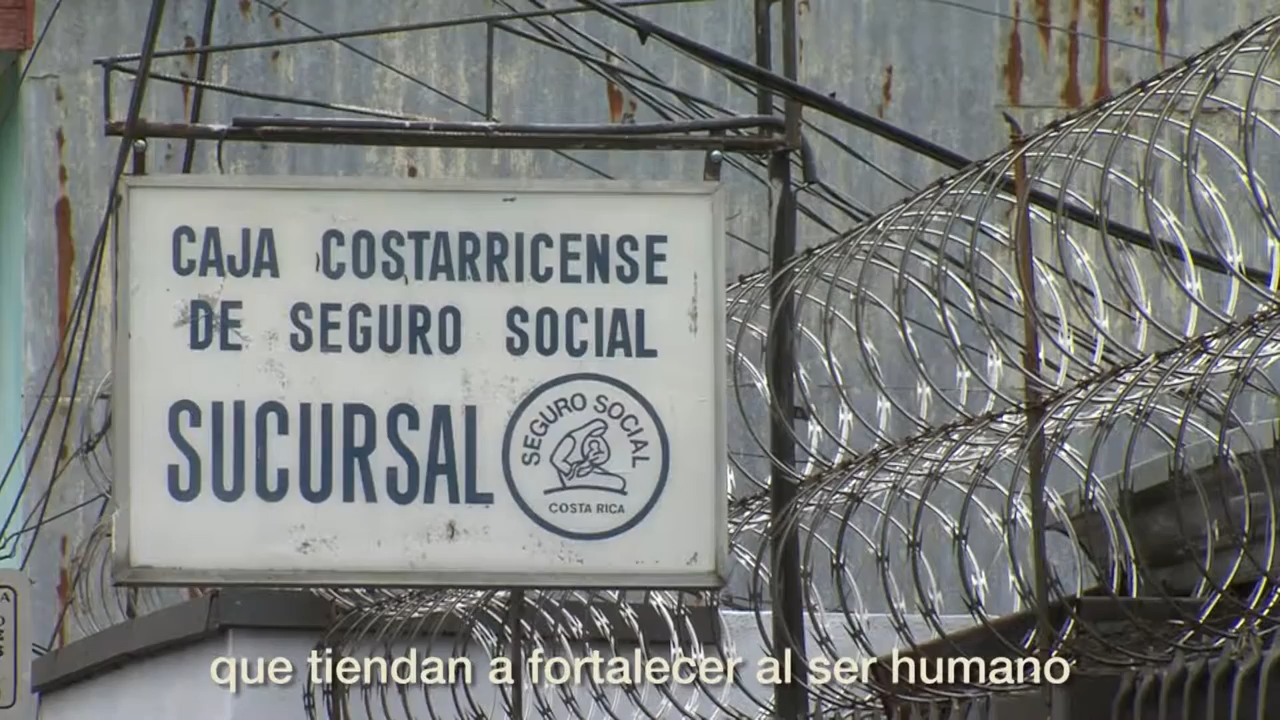 CAJA COSTARRICENSE
DE SEGURO SOCIAL
SUCURSAL
SEGURO SOCIAL
COSTA RICA
que tiendan a fortalecer al ser humano